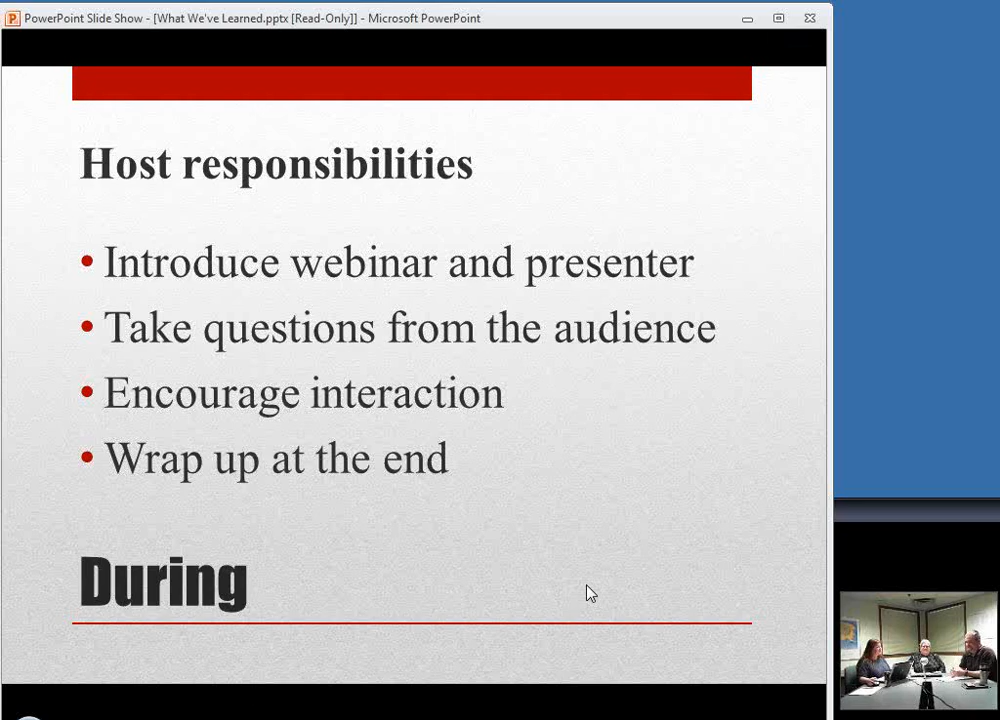 PowerPoint Slide Show - [What We've Learned.pptx [Read-Only]] - Microsoft PowerPoint
Host responsibilities
• Introduce webinar and presenter
• Take questions from the audience
• Encourage interaction
• Wrap up at the end
During